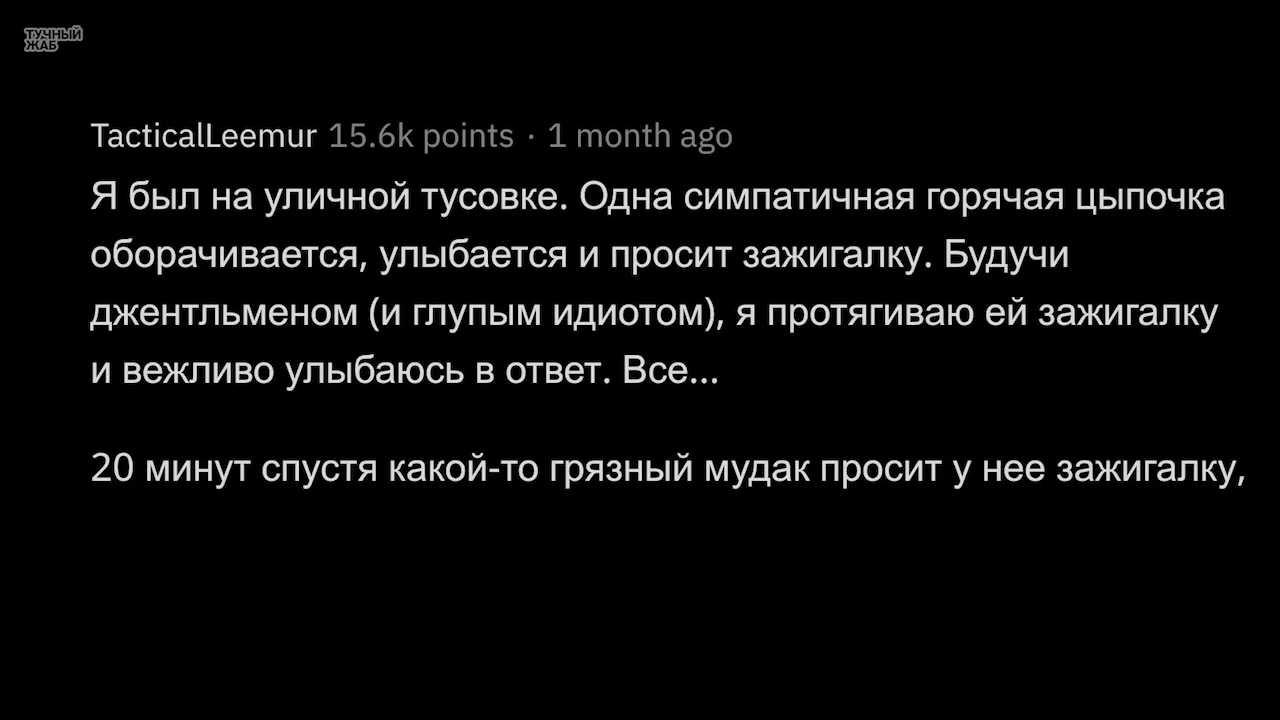 ТУЧНЫЙ
ЖАБ
TacticalLeemur 15.6k points · 1 month ago
Я был на уличной тусовке. Одна симпатичная горячая цыпочка
оборачивается, улыбается и просит зажигалку. Будучи
джентльменом (и глупым идиотом), я протягиваю ей зажигалку
и вежливо улыбаюсь в ответ. Все...
20 минут спустя какой-то грязный мудак просит у нее зажигалку,